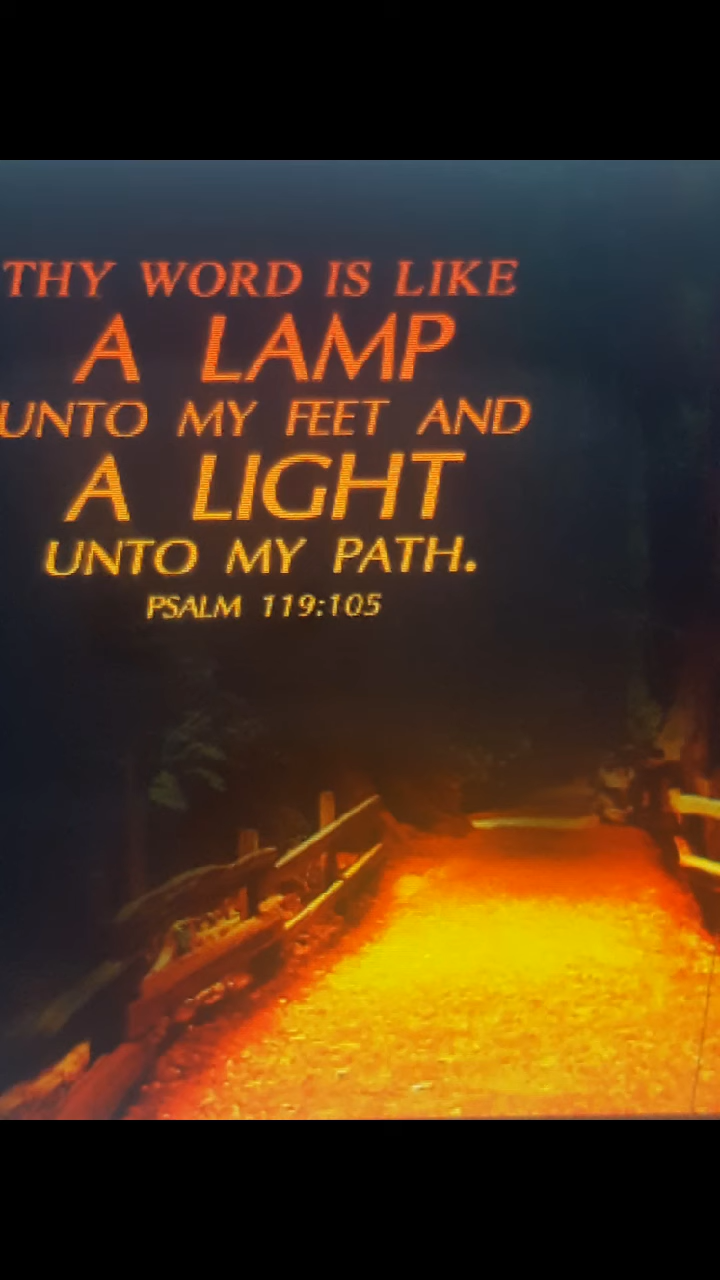 THY WORD IS LIKE
A LAMP
UNTO MY FEET AND
A LIGHT
UNTO MY PATH.
PSALM 119:105